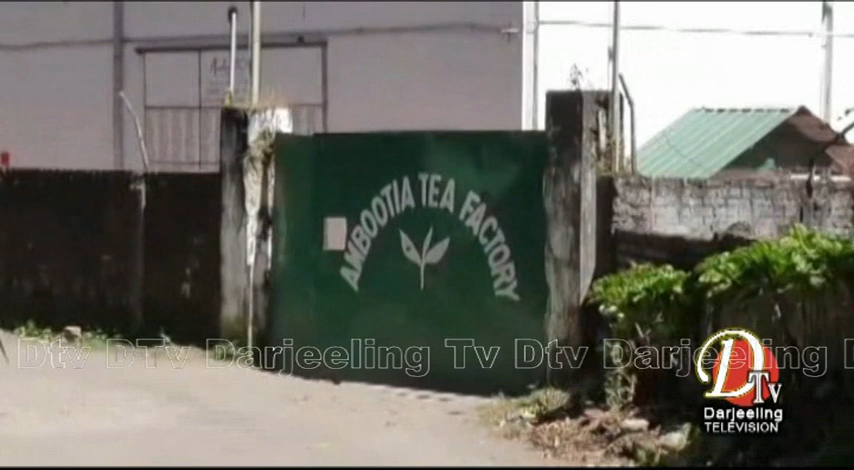 AMBOOTIA TEA FACTORY
Dtv DTv Darjeeling Tv Dtv Darjeeling D
DTv
Darjeeling
TELEVISION